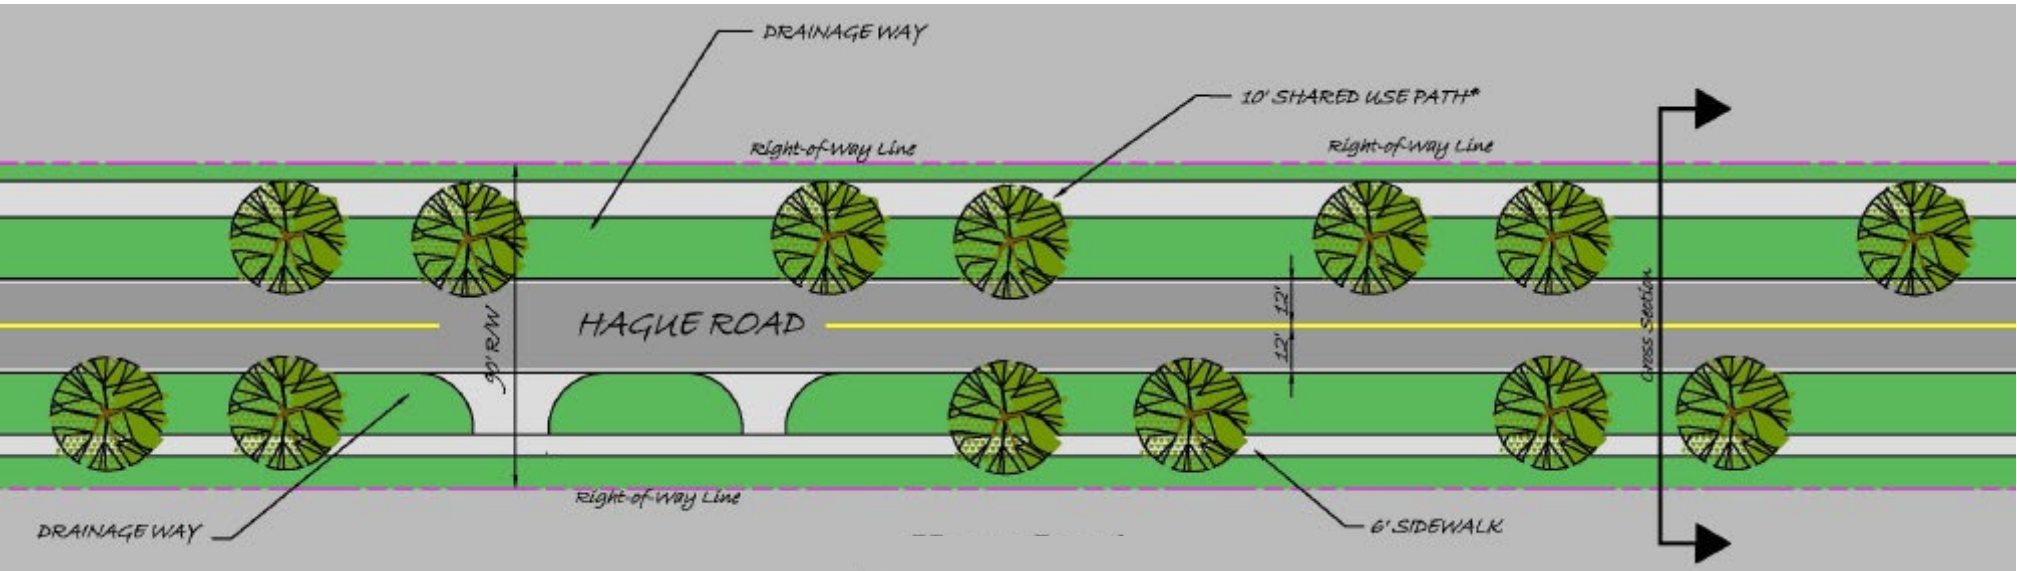 DRAINAGE WAY
10' SHARED USE PATH*
Right-of-Way Line
Right-of-Way Line
12'
12'
HAGUE ROAD
90' R/W
Cross Section
Right-of-Way Line
6' SIDEWALK
DRAINAGE WAY